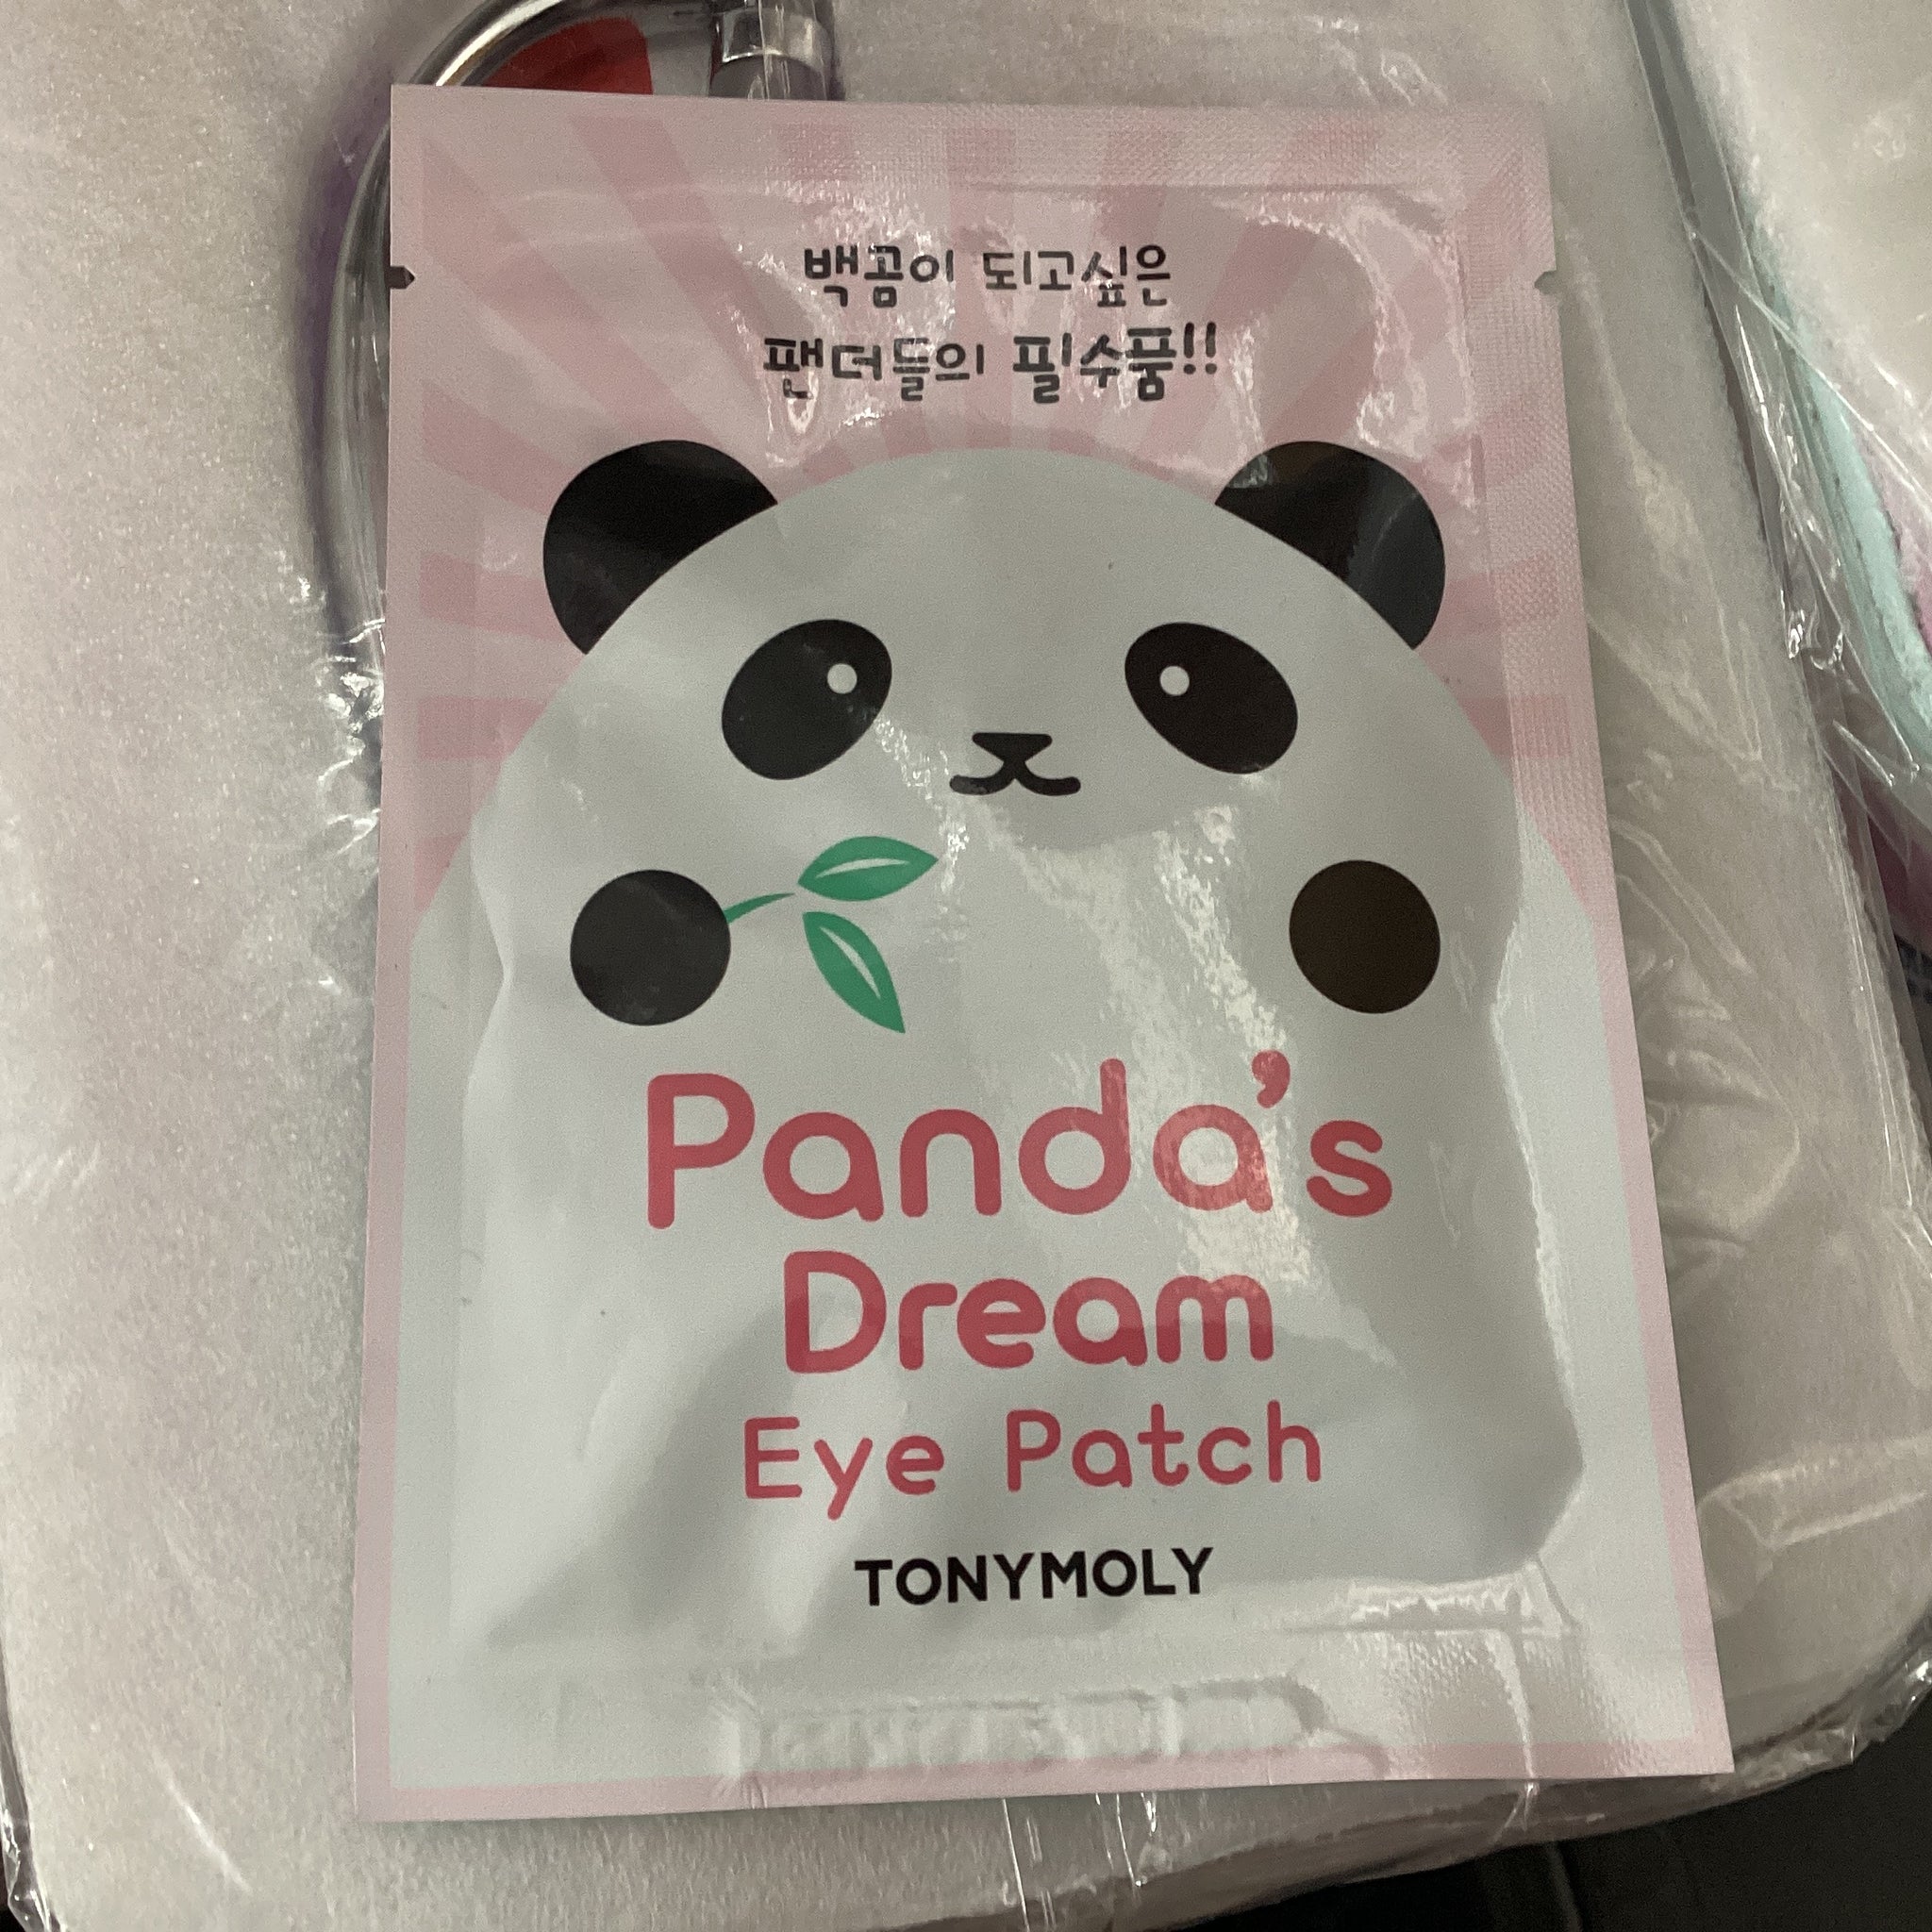 백곰이 되고싶은
팬더들의 필수품!!
Panda's
Dream
Eye Patch
TONYMOLY